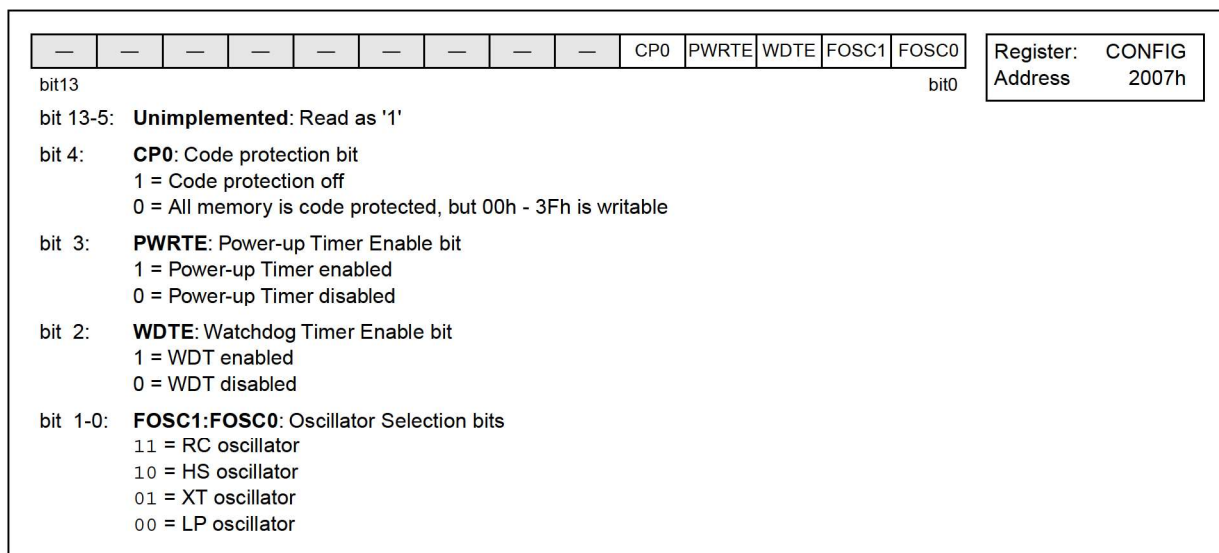 — — — — — — — — — CP0 PWRTE WDTE FOSC1 FOSC0
Register: CONFIG
Address 2007h
bit13 bit0
bit 13-5: Unimplemented: Read as '1'
bit 4: CP0: Code protection bit
1 = Code protection off
0 = All memory is code protected, but 00h - 3Fh is writable
bit 3: PWRTE: Power-up Timer Enable bit
1 = Power-up Timer enabled
0 = Power-up Timer disabled
bit 2: WDTE: Watchdog Timer Enable bit
1 = WDT enabled
0 = WDT disabled
bit 1-0: FOSC1:FOSC0: Oscillator Selection bits
11 = RC oscillator
10 = HS oscillator
01 = XT oscillator
00 = LP oscillator